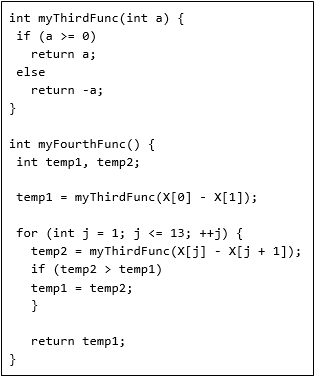 int myThirdFunc(int a) {
if (a >= 0)
return a;
else
return -a;
}
int myFourthFunc() {
int temp1, temp2;
temp1 = myThirdFunc(X[0] - X[1]);
for (int j = 1; j <= 13; ++j) {
temp2 = myThirdFunc(X[j] - X[j + 1]);
if (temp2 > temp1)
temp1 = temp2;
}
return temp1;
}